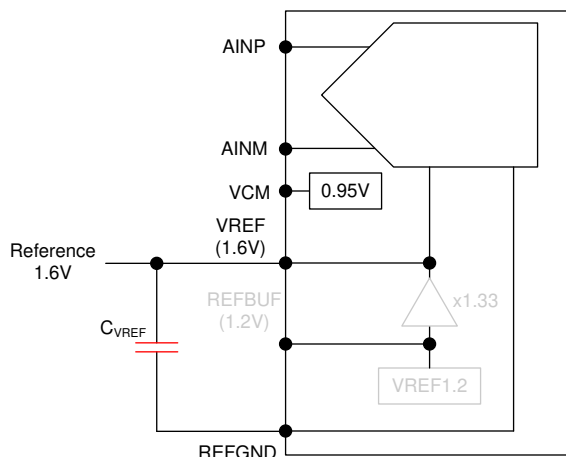 AINP
AINM
VCM
0.95V
VREF
(1.6V)
Reference
1.6V
REFBUF
(1.2V)
x1.33
CVREF
VREF1.2
REFGND